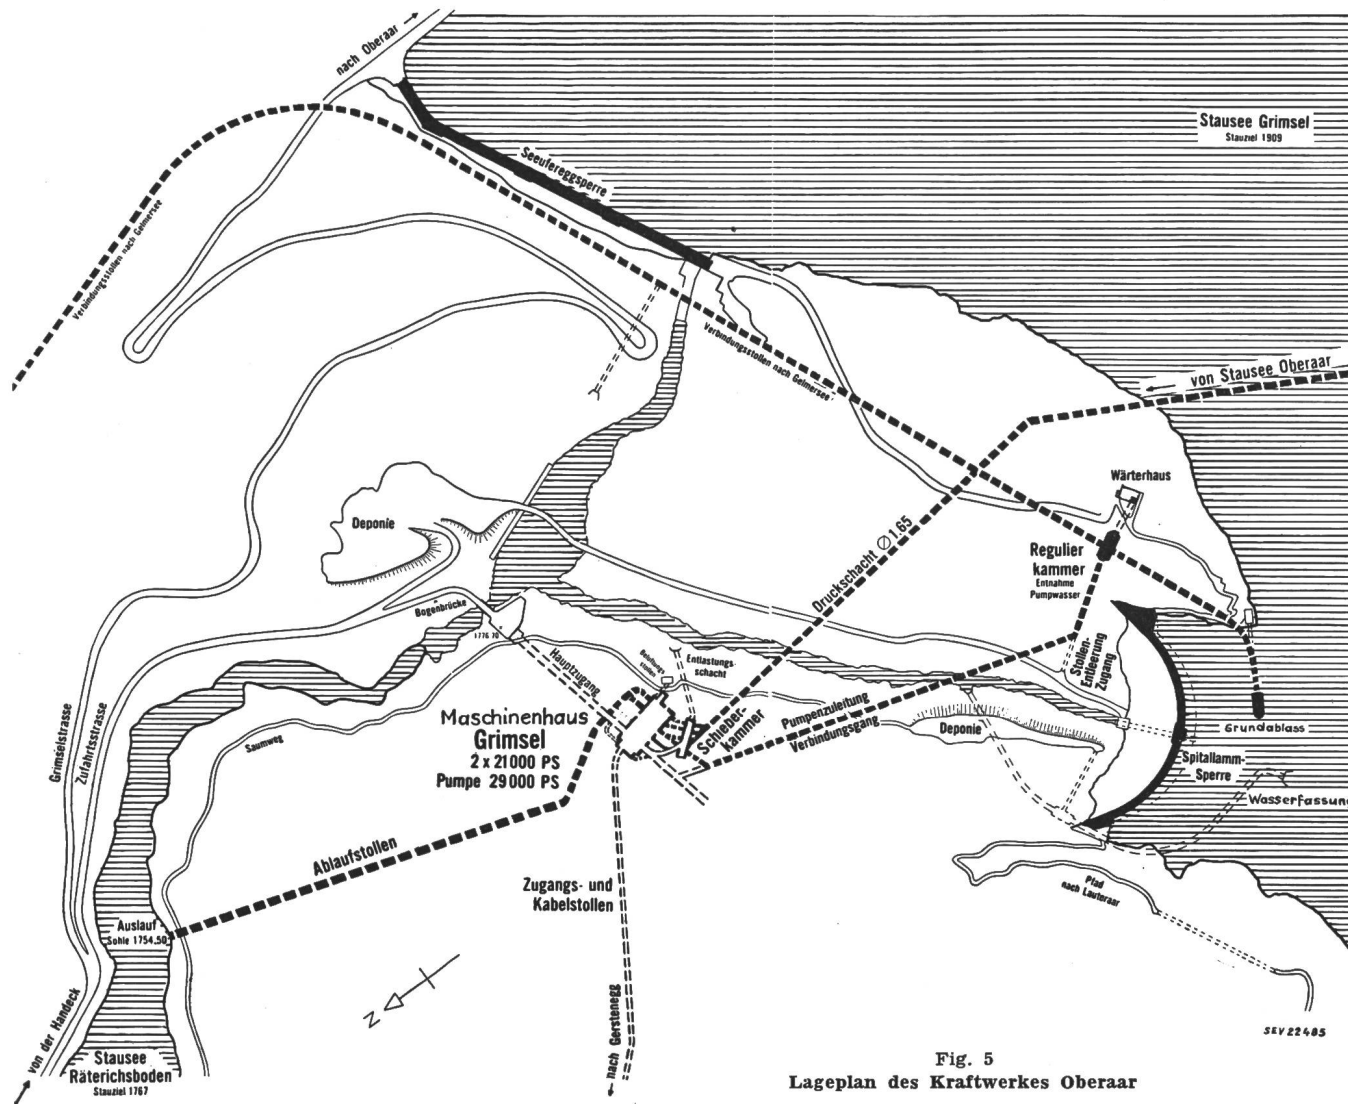 nach Oberaar
Stausee Grimsel
Stauziel 1909
Seeufereggsperre
Verbindungsstollen nach Gelmersee
Verbindungsstollen nach Gelmersee
von Stausee Oberaar
Wärterhaus
Deponie
Druckschacht ∅ 1.65
Regulier
kammer
Entnahme
Pumpwasser
Bogenbrücke
1776 70
Hauptzugang
Belüftungs
stollen
Entlastungs-
schacht
Stollen-
Entleerung
Zugang
Maschinenhaus
Grimsel
2 x 21000 PS
Pumpe 29000 PS
Schieber-
kammer
Pumpenzuleitung
Verbindungsgang
Deponie
Grundablass
Spitallamm-
Sperre
Wasserfassung
Grimselstrasse
Zufahrtsstrasse
Saumweg
Ablaufstollen
Zugangs- und
Kabelstollen
Pfad
nach Lauteraar
Auslauf
Sohle 1754,50
N
von der Handeck
nach Gerstenegg
Stausee
Räterichsboden
Stauziel 1767
SEV 22485
Fig. 5
Lageplan des Kraftwerkes Oberaar